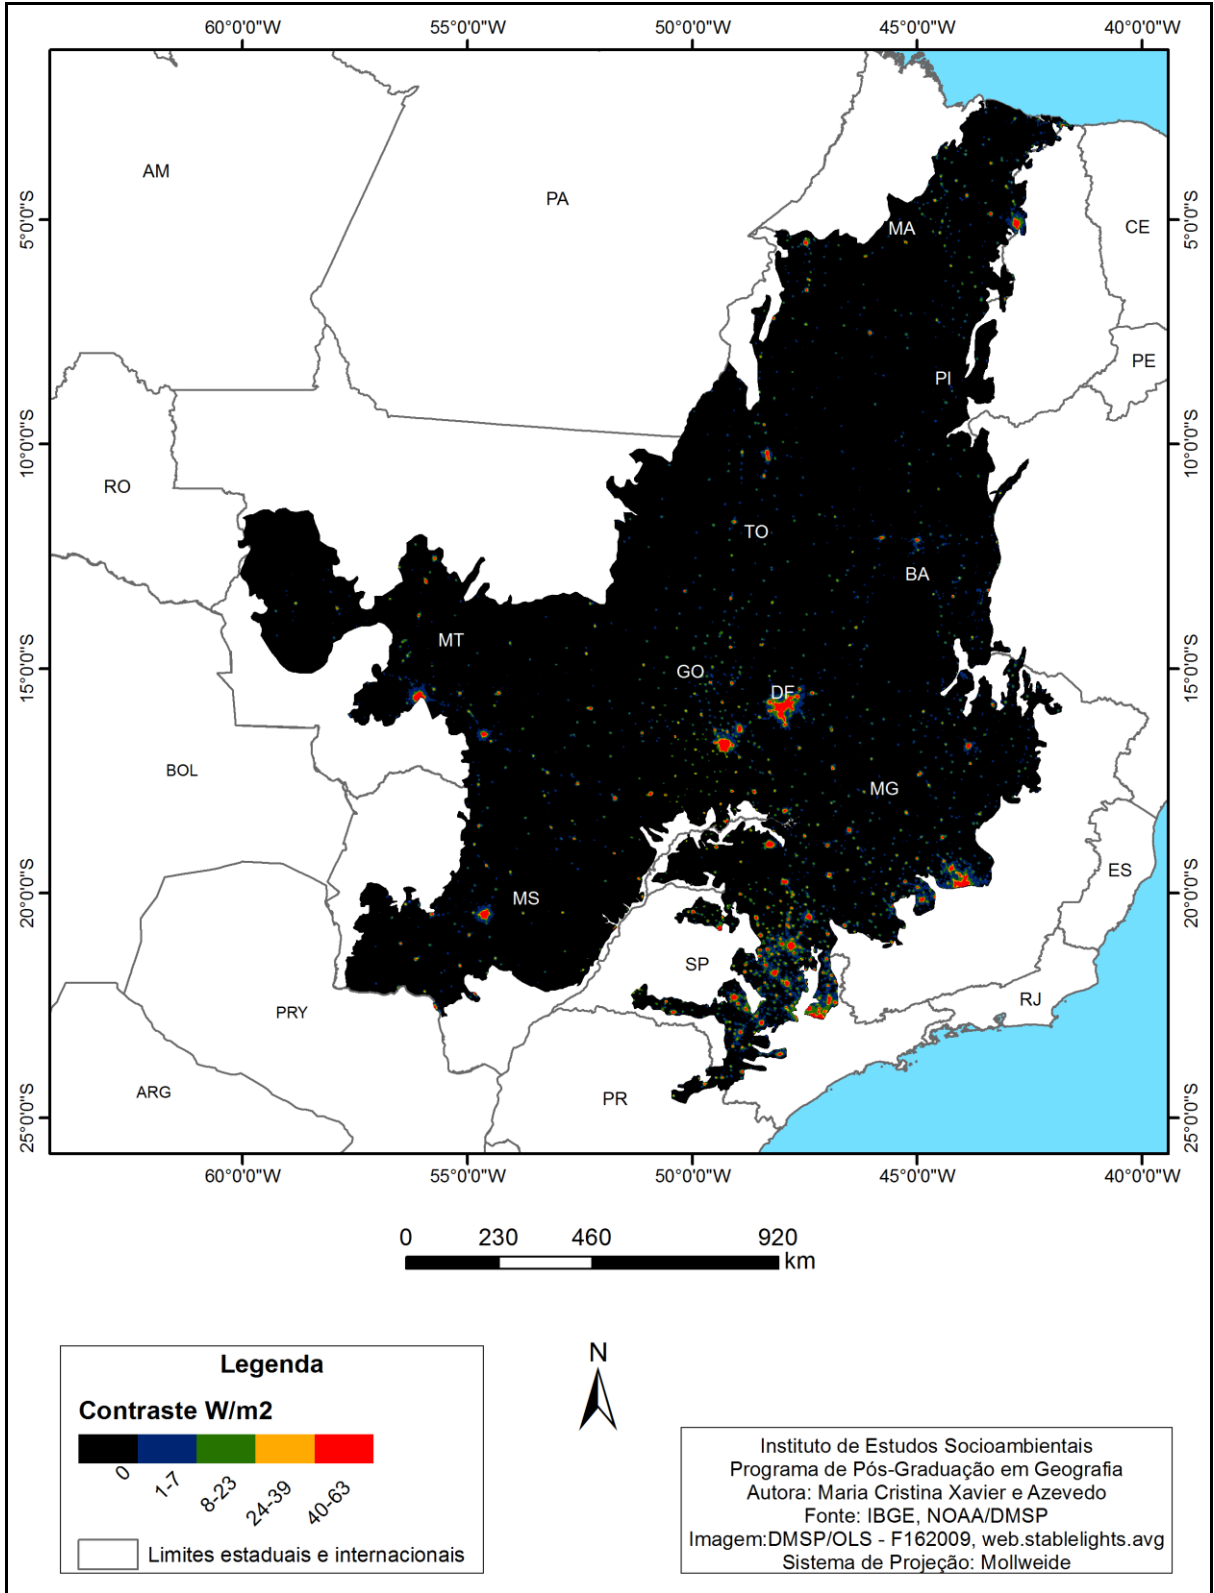 60°0'0"W 55°0'0"W 50°0'0"W 45°0'0"W 40°0'0"W
5°0'0"S 5°0'0"S
10°0'0"S 10°0'0"S
15°0'0"S 15°0'0"S
20°0'0"S 20°0'0"S
25°0'0"S 25°0'0"S
AM
PA
MA
CE
PE
PI
RO
TO
BA
MT
GO
DF
BOL
MG
ES
MS
SP
RJ
PRY
ARG
PR
60°0'0"W 55°0'0"W 50°0'0"W 45°0'0"W 40°0'0"W
0 230 460 920
km
N
Legenda
Contraste W/m2
0 1-7 8-23 24-39 40-63
Limites estaduais e internacionais
Instituto de Estudos Socioambientais
Programa de Pós-Graduação em Geografia
Autora: Maria Cristina Xavier e Azevedo
Fonte: IBGE, NOAA/DMSP
Imagem:DMSP/OLS - F162009, web.stablelights.avg
Sistema de Projeção: Mollweide